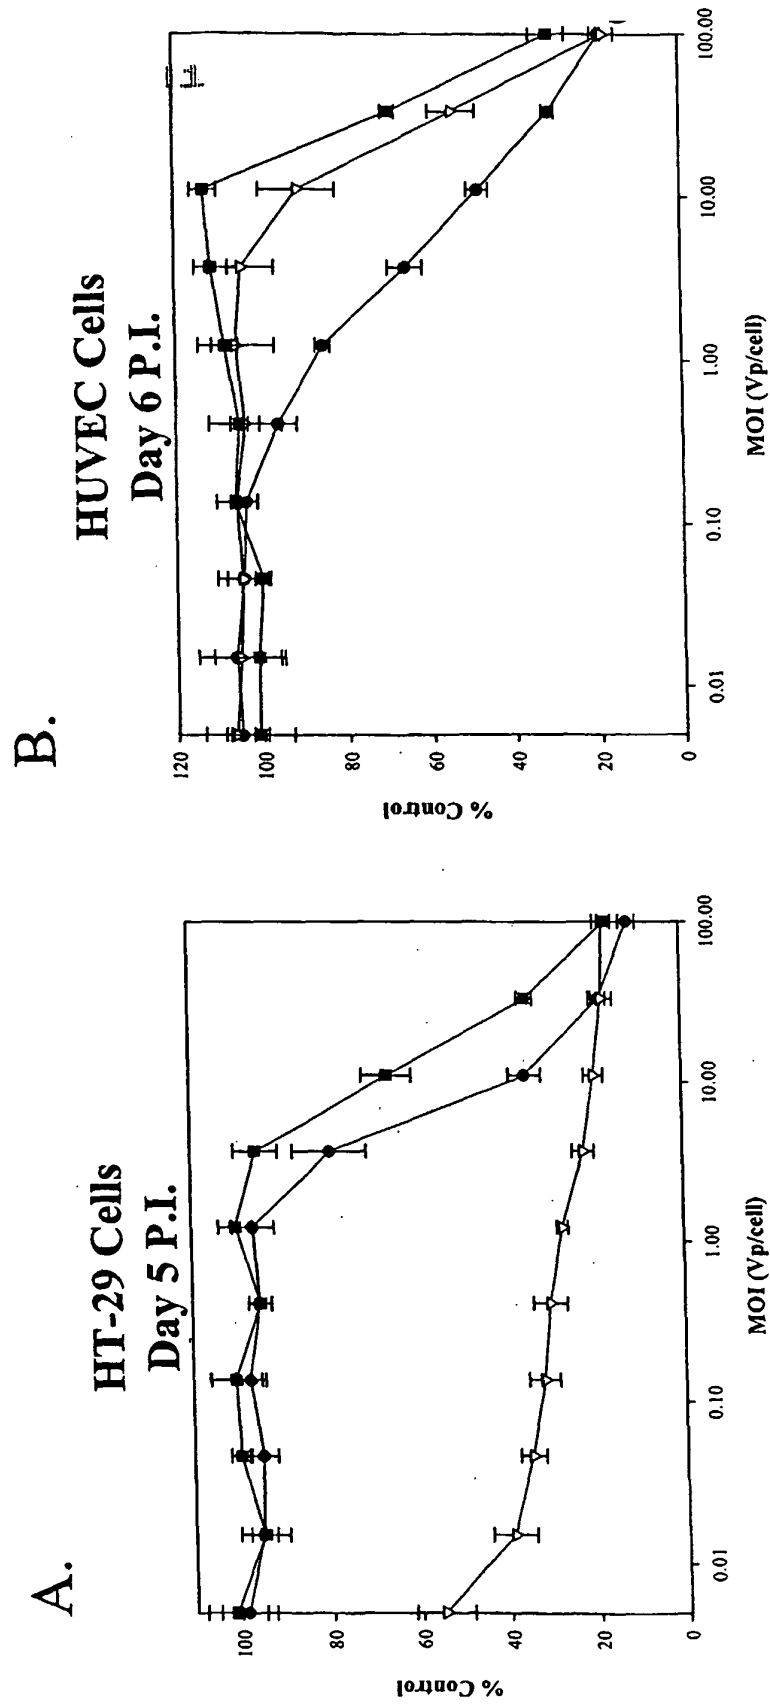 A.
HT-29 Cells
Day 5 P.I.
% Control
100
80
60
40
20
0
0.01
0.10
1.00
10.00
100.00
MOI (Vp/cell)
B.
HUVEC Cells
Day 6 P.I.
% Control
120
100
80
60
40
20
0
0.01
0.10
1.00
10.00
100.00
MOI (Vp/cell)